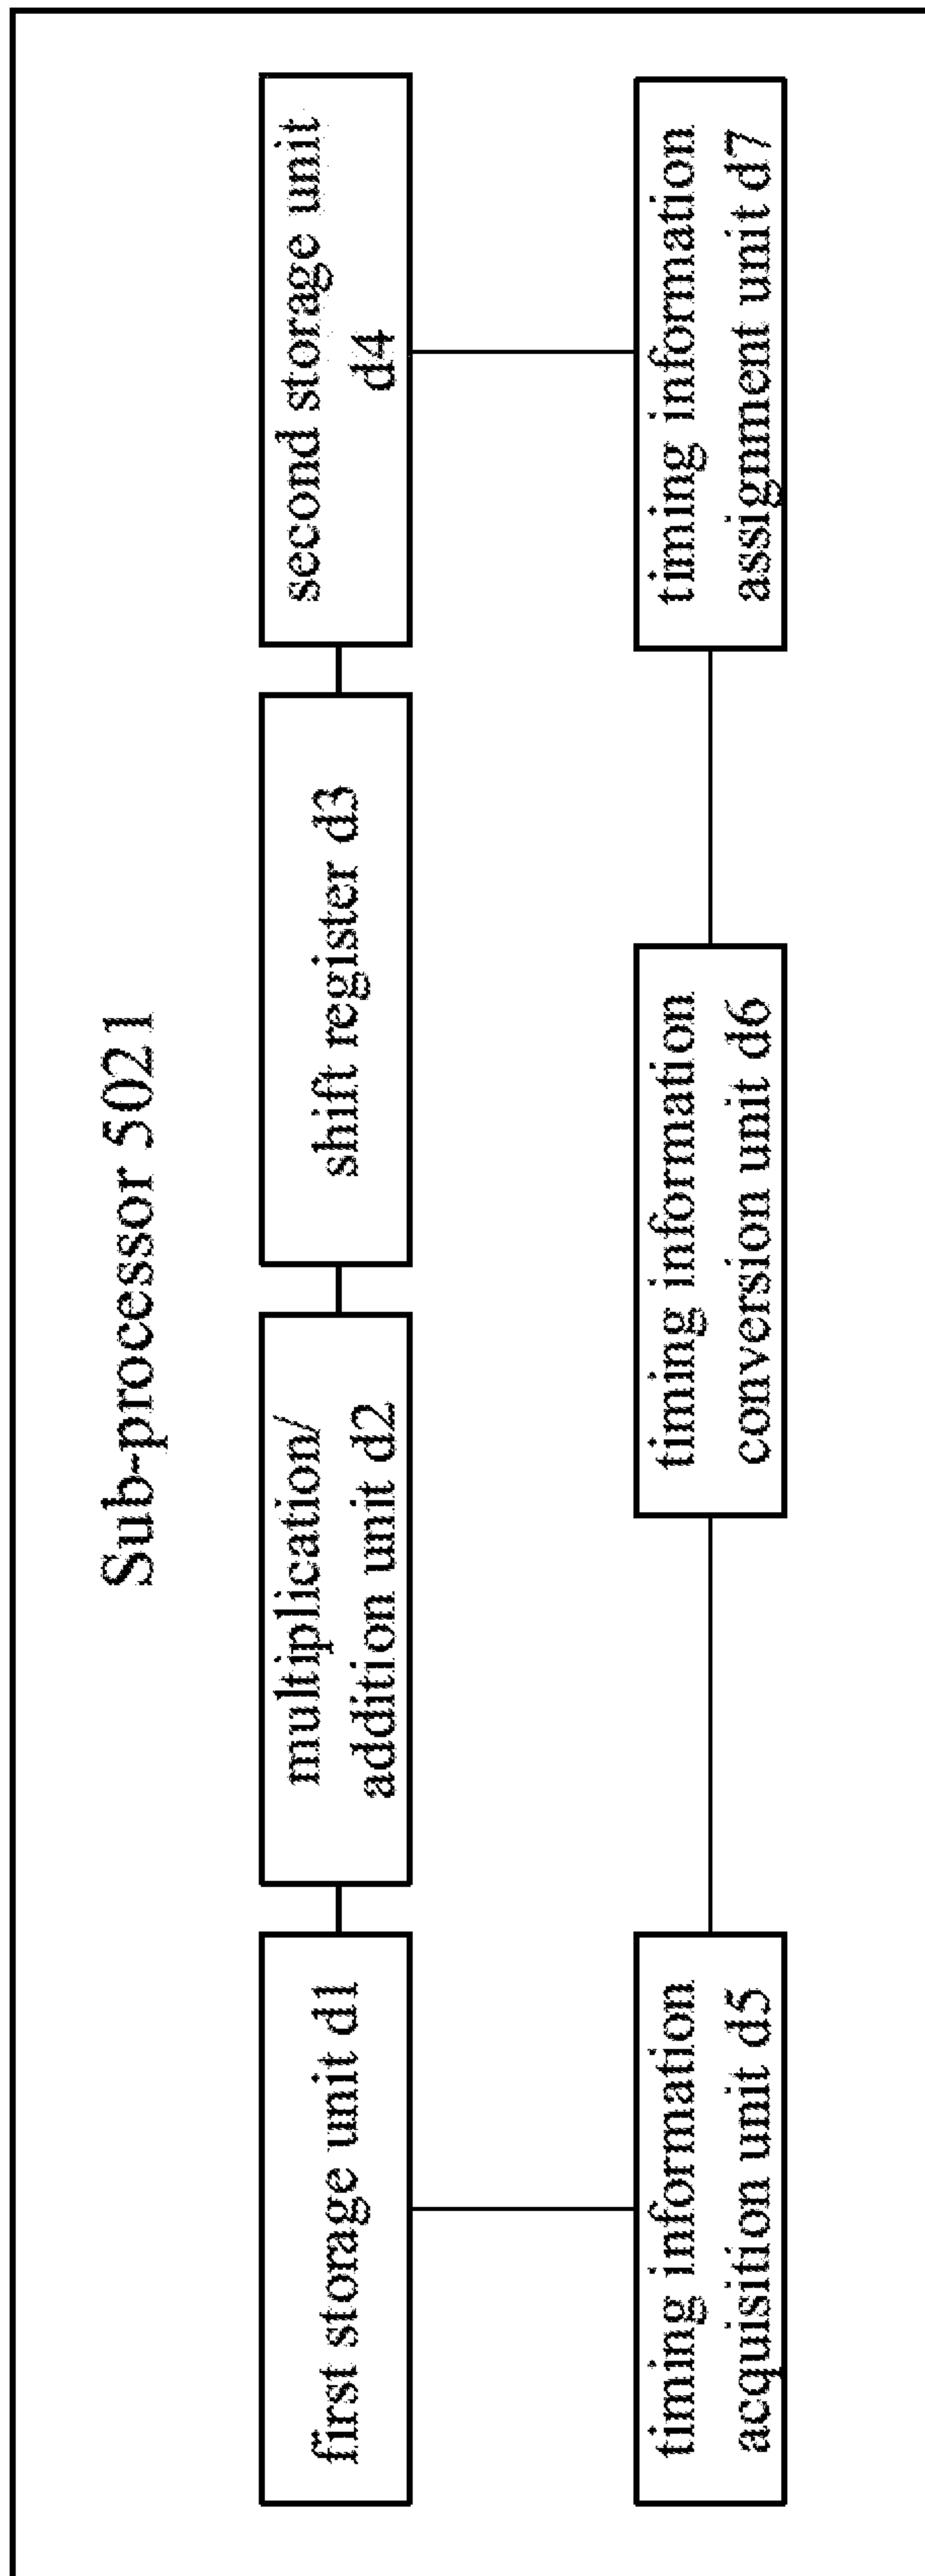 Sub-processor 5021
first storage unit d1
multiplication/
addition unit d2
shift register d3
second storage unit
d4
timing information
acquisition unit d5
timing information
conversion unit d6
timing information
assignment unit d7